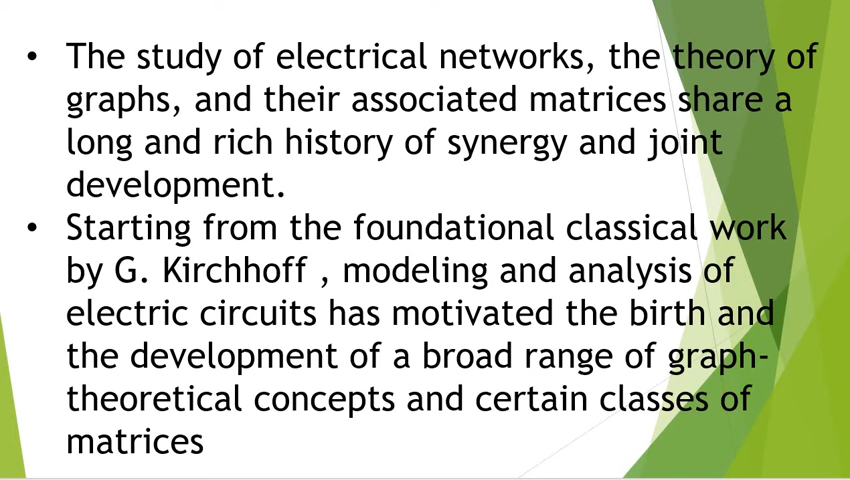 • The study of electrical networks, the theory of
graphs, and their associated matrices share a
long and rich history of synergy and joint
development.
• Starting from the foundational classical work
by G. Kirchhoff , modeling and analysis of
electric circuits has motivated the birth and
the development of a broad range of graph-
theoretical concepts and certain classes of
matrices